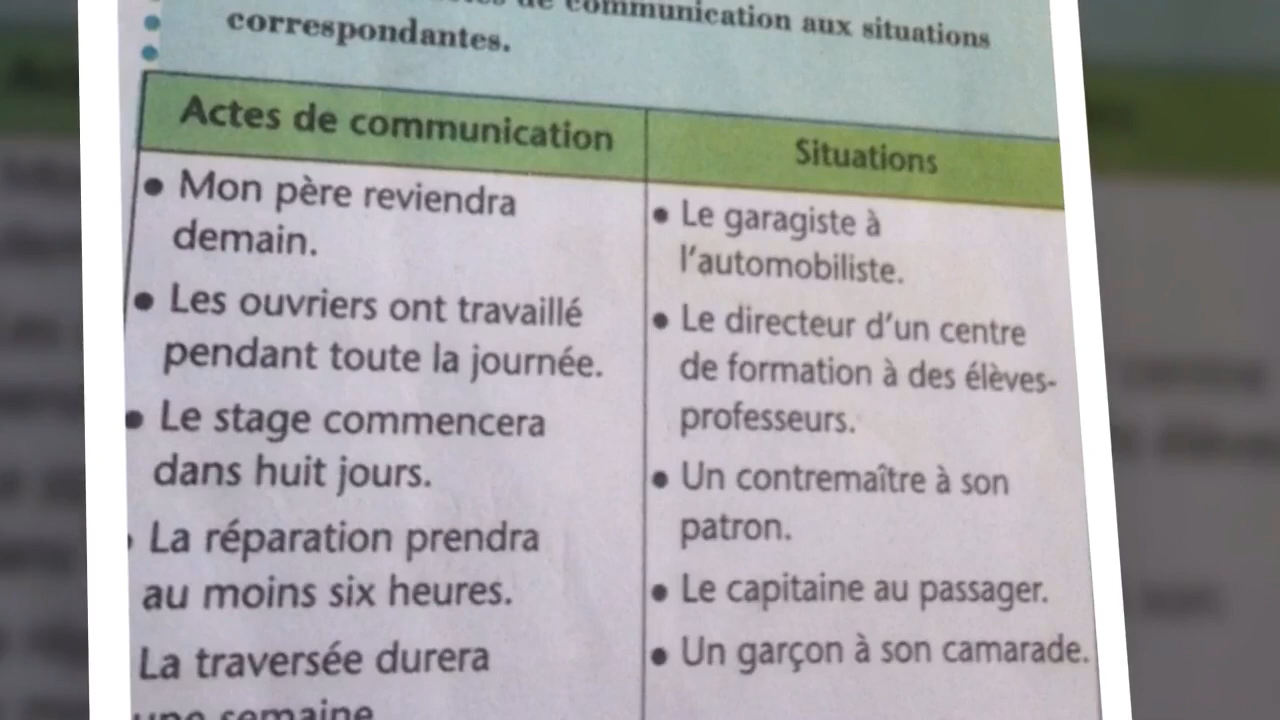 de communication aux situations
correspondantes.
Actes de communication
Situations
• Mon père reviendra
demain.
• Les ouvriers ont travaillé
pendant toute la journée.
• Le stage commencera
dans huit jours.
• La réparation prendra
au moins six heures.
La traversée durera
une semaine
• Le garagiste à
l'automobiliste.
• Le directeur d'un centre
de formation à des élèves-
professeurs.
• Un contremaître à son
patron.
• Le capitaine au passager.
• Un garçon à son camarade.